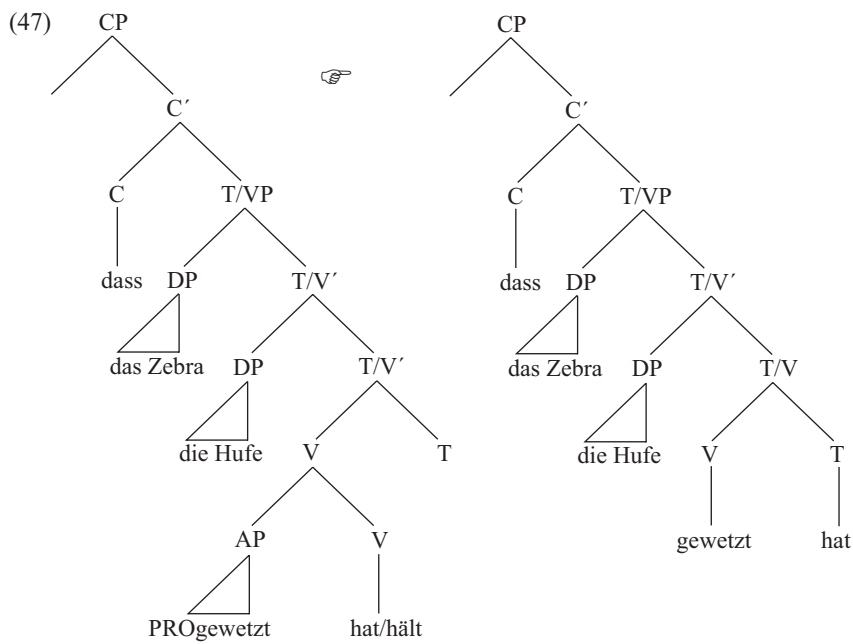 (47) CP CP
☞
C´ C´
C T/VP C T/VP
dass DP T/V´ dass DP T/V´
das Zebra DP T/V´ das Zebra DP T/V
die Hufe V T die Hufe V T
AP V gewetzt hat
PROgewetzt hat/hält